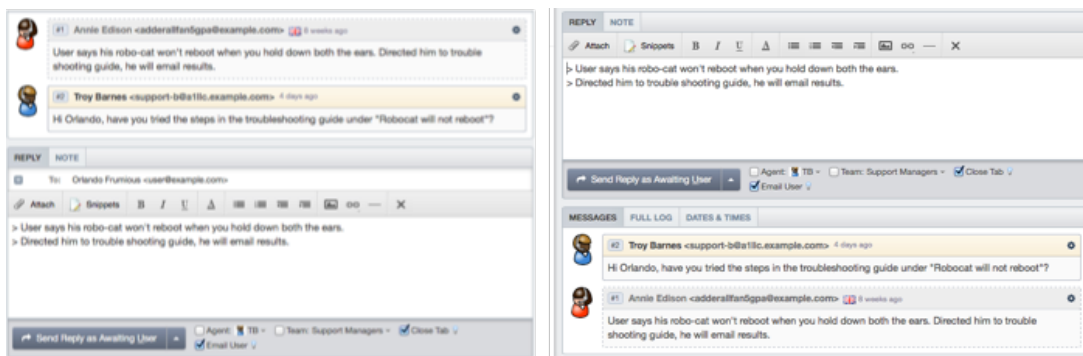 #1 Annie Edison <adderallfan5gpa@example.com> 8 weeks ago
User says his robo-cat won't reboot when you hold down both the ears. Directed him to trouble
shooting guide, he will email results.
#2 Troy Barnes <support-b@a1llc.example.com> 4 days ago
Hi Orlando, have you tried the steps in the troubleshooting guide under "Robocat will not reboot"?
REPLY NOTE
To: Orlando Frumious <user@example.com>
Attach Snippets B I U A
> User says his robo-cat won't reboot when you hold down both the ears.
> Directed him to trouble shooting guide, he will email results.
Send Reply as Awaiting User
Agent: TB Team: Support Managers Close Tab
Email User
REPLY NOTE
Attach Snippets B I U A
> User says his robo-cat won't reboot when you hold down both the ears.
> Directed him to trouble shooting guide, he will email results.
Send Reply as Awaiting User
Agent: TB Team: Support Managers Close Tab
Email User
MESSAGES FULL LOG DATES & TIMES
#2 Troy Barnes <support-b@a1llc.example.com> 4 days ago
Hi Orlando, have you tried the steps in the troubleshooting guide under "Robocat will not reboot"?
#1 Annie Edison <adderallfan5gpa@example.com> 8 weeks ago
User says his robo-cat won't reboot when you hold down both the ears. Directed him to trouble
shooting guide, he will email results.